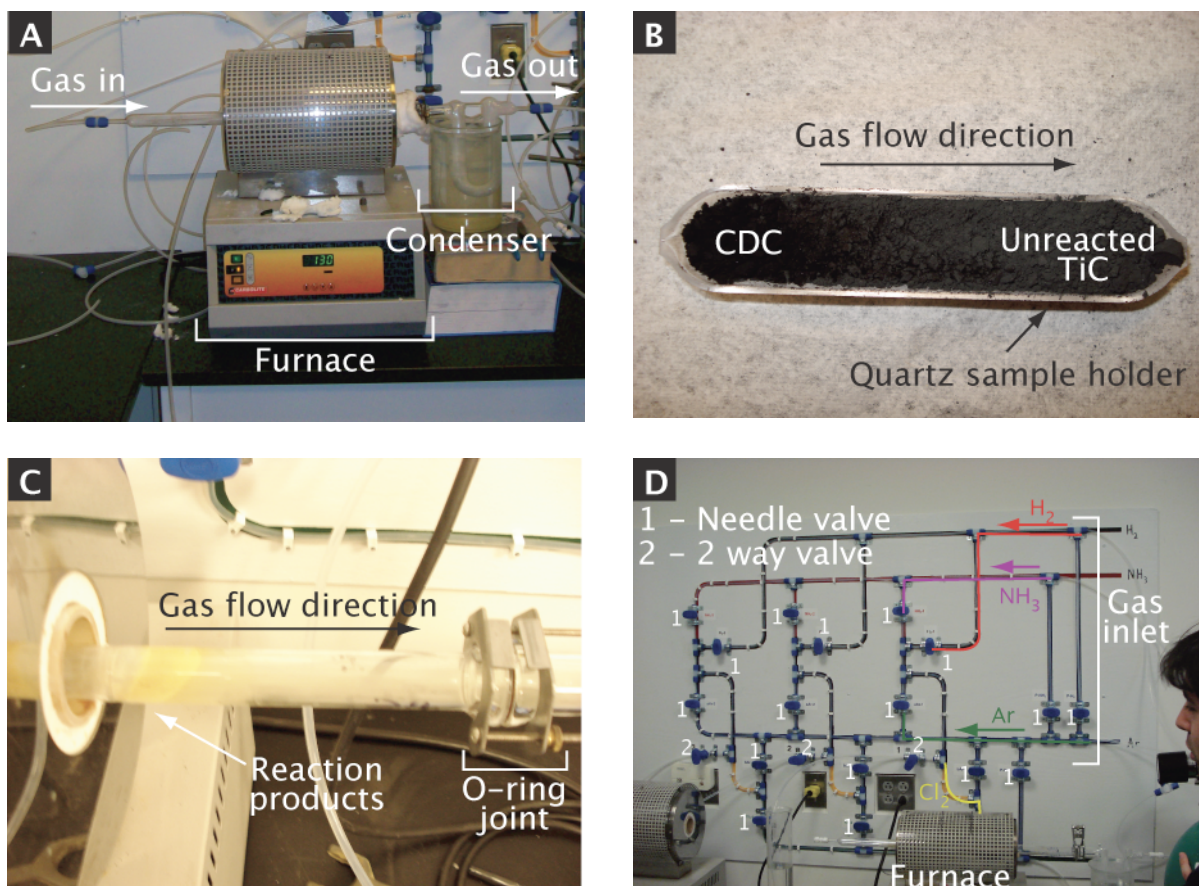 A
Gas in
Gas out
130
CARBOLITE
Condenser
Furnace
B
Gas flow direction
CDC
Unreacted
TiC
Quartz sample holder
C
Gas flow direction
Reaction
products
O-ring
joint
D
1 - Needle valve
2 - 2 way valve
H2
H2
NH3
NH3
Gas
inlet
1
1
1
1
1
1
1
1
1
Ar
1
1
Ar
2
1
2
1
2
1
1
Cl2
1
1
Furnace